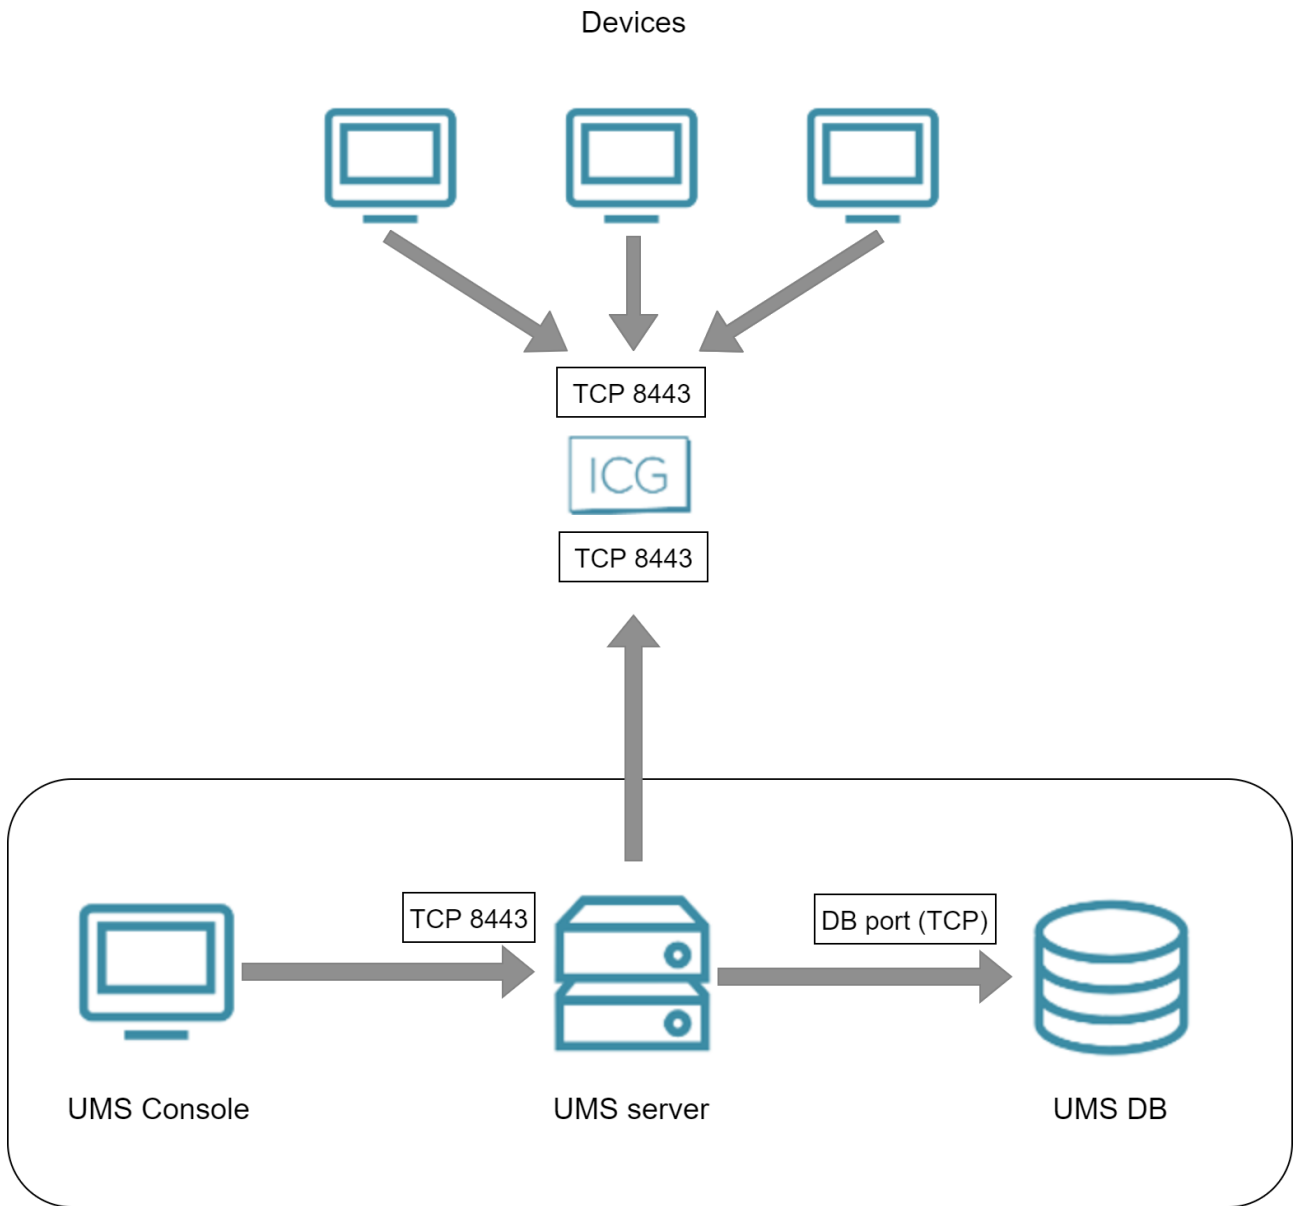 Devices
TCP 8443
ICG
TCP 8443
TCP 8443
DB port (TCP)
UMS Console
UMS server
UMS DB